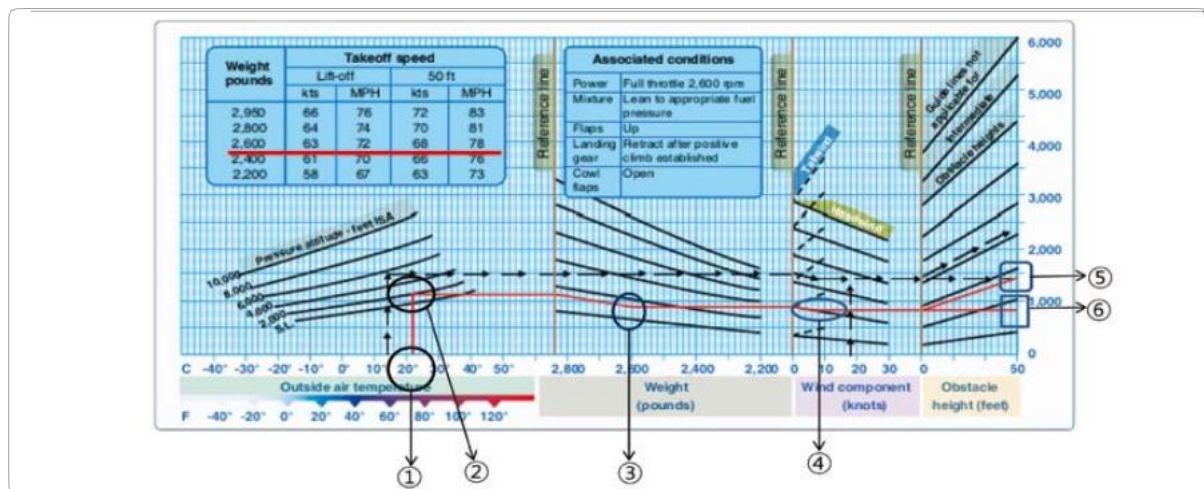 Weight pounds
Takeoff speed
Lift-off
50 ft
kts MPH kts MPH
2,950 66 76 72 83
2,800 64 74 70 81
2,600 63 72 68 78
2,400 61 70 66 76
2,200 58 67 63 73
Reference line
Associated conditions
Power Full throttle 2,600 rpm
Mixture Lean to appropriate fuel
pressure
Flaps Up
Landing gear Retract after positive
climb established
Cowl flaps Open
Reference line
Reference line
Guide lines not
applicable for
intermediate
Obstacle heights
6,000
5,000
4,000
3,000
2,000
1,000
0
Tailwind
Headwind
Pressure altitude - feet ISA
10,000
8,000
6,000
4,000
2,000
S.L.
⑤
⑥
C -40° -30° -20° -10° 0° 10° 20° 30° 40° 50° 2,800 2,600 2,400 2,200 0 10 20 30 0 50
Outside air temperature
F -40° -20° 0° 20° 40° 60° 80° 100° 120°
Weight
(pounds)
Wind component
(knots)
Obstacle
height (feet)
① ② ③ ④